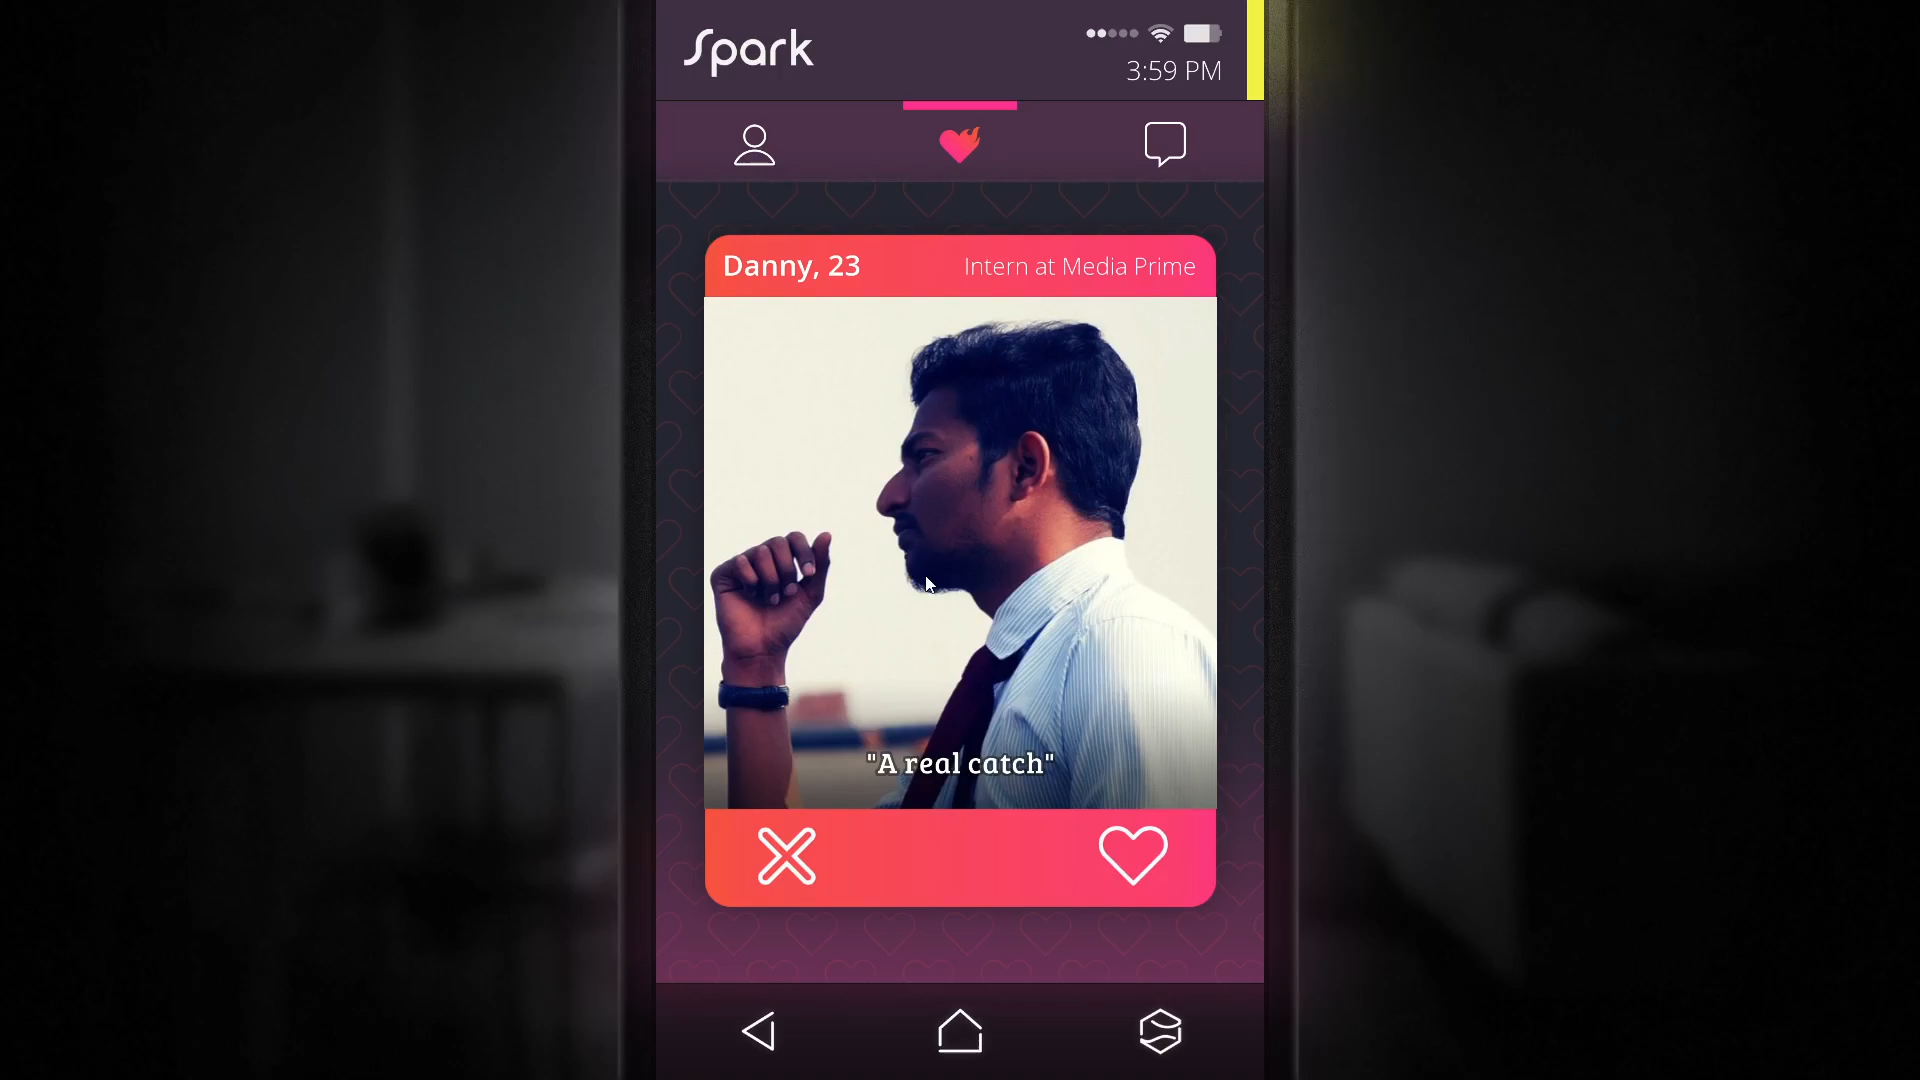 Spark
3:59 PM
Danny, 23
Intern at Media Prime
"A real catch"